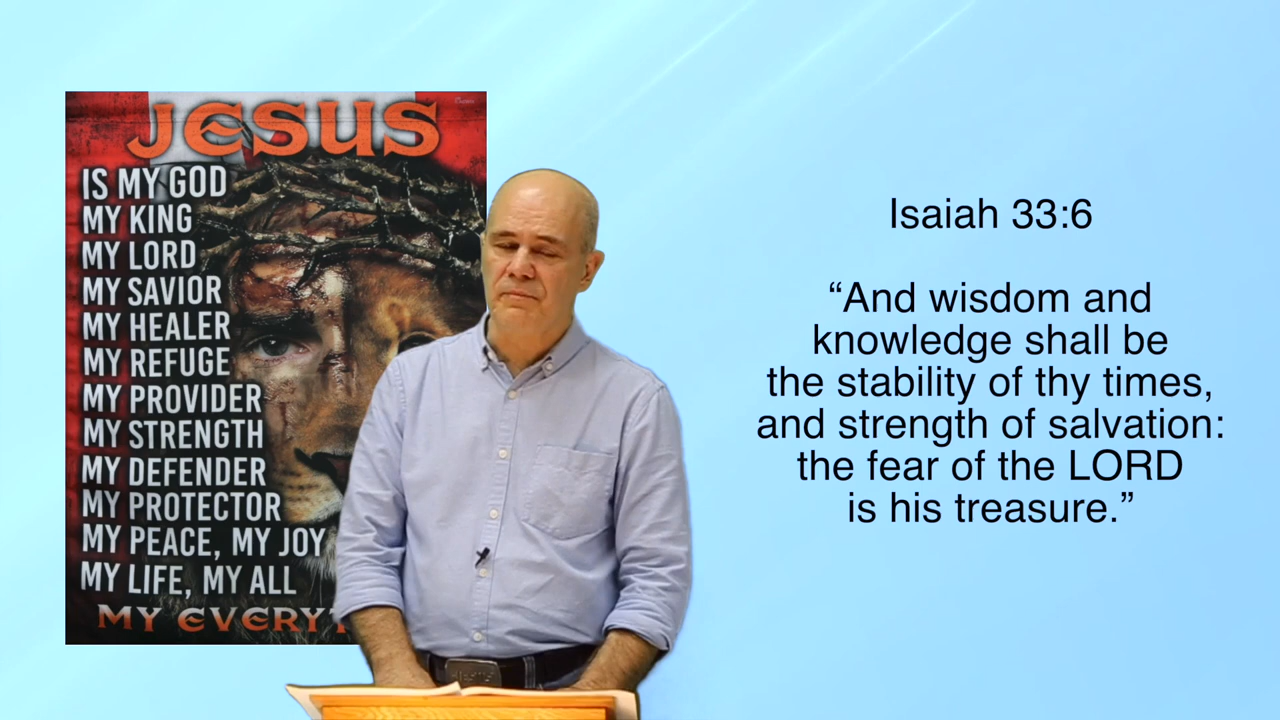 JESUS
IS MY GOD
MY KING
MY LORD
MY SAVIOR
MY HEALER
MY REFUGE
MY PROVIDER
MY STRENGTH
MY DEFENDER
MY PROTECTOR
MY PEACE, MY JOY
MY LIFE, MY ALL
MY EVERYT
Isaiah 33:6
“And wisdom and
knowledge shall be
the stability of thy times,
and strength of salvation:
the fear of the LORD
is his treasure.”